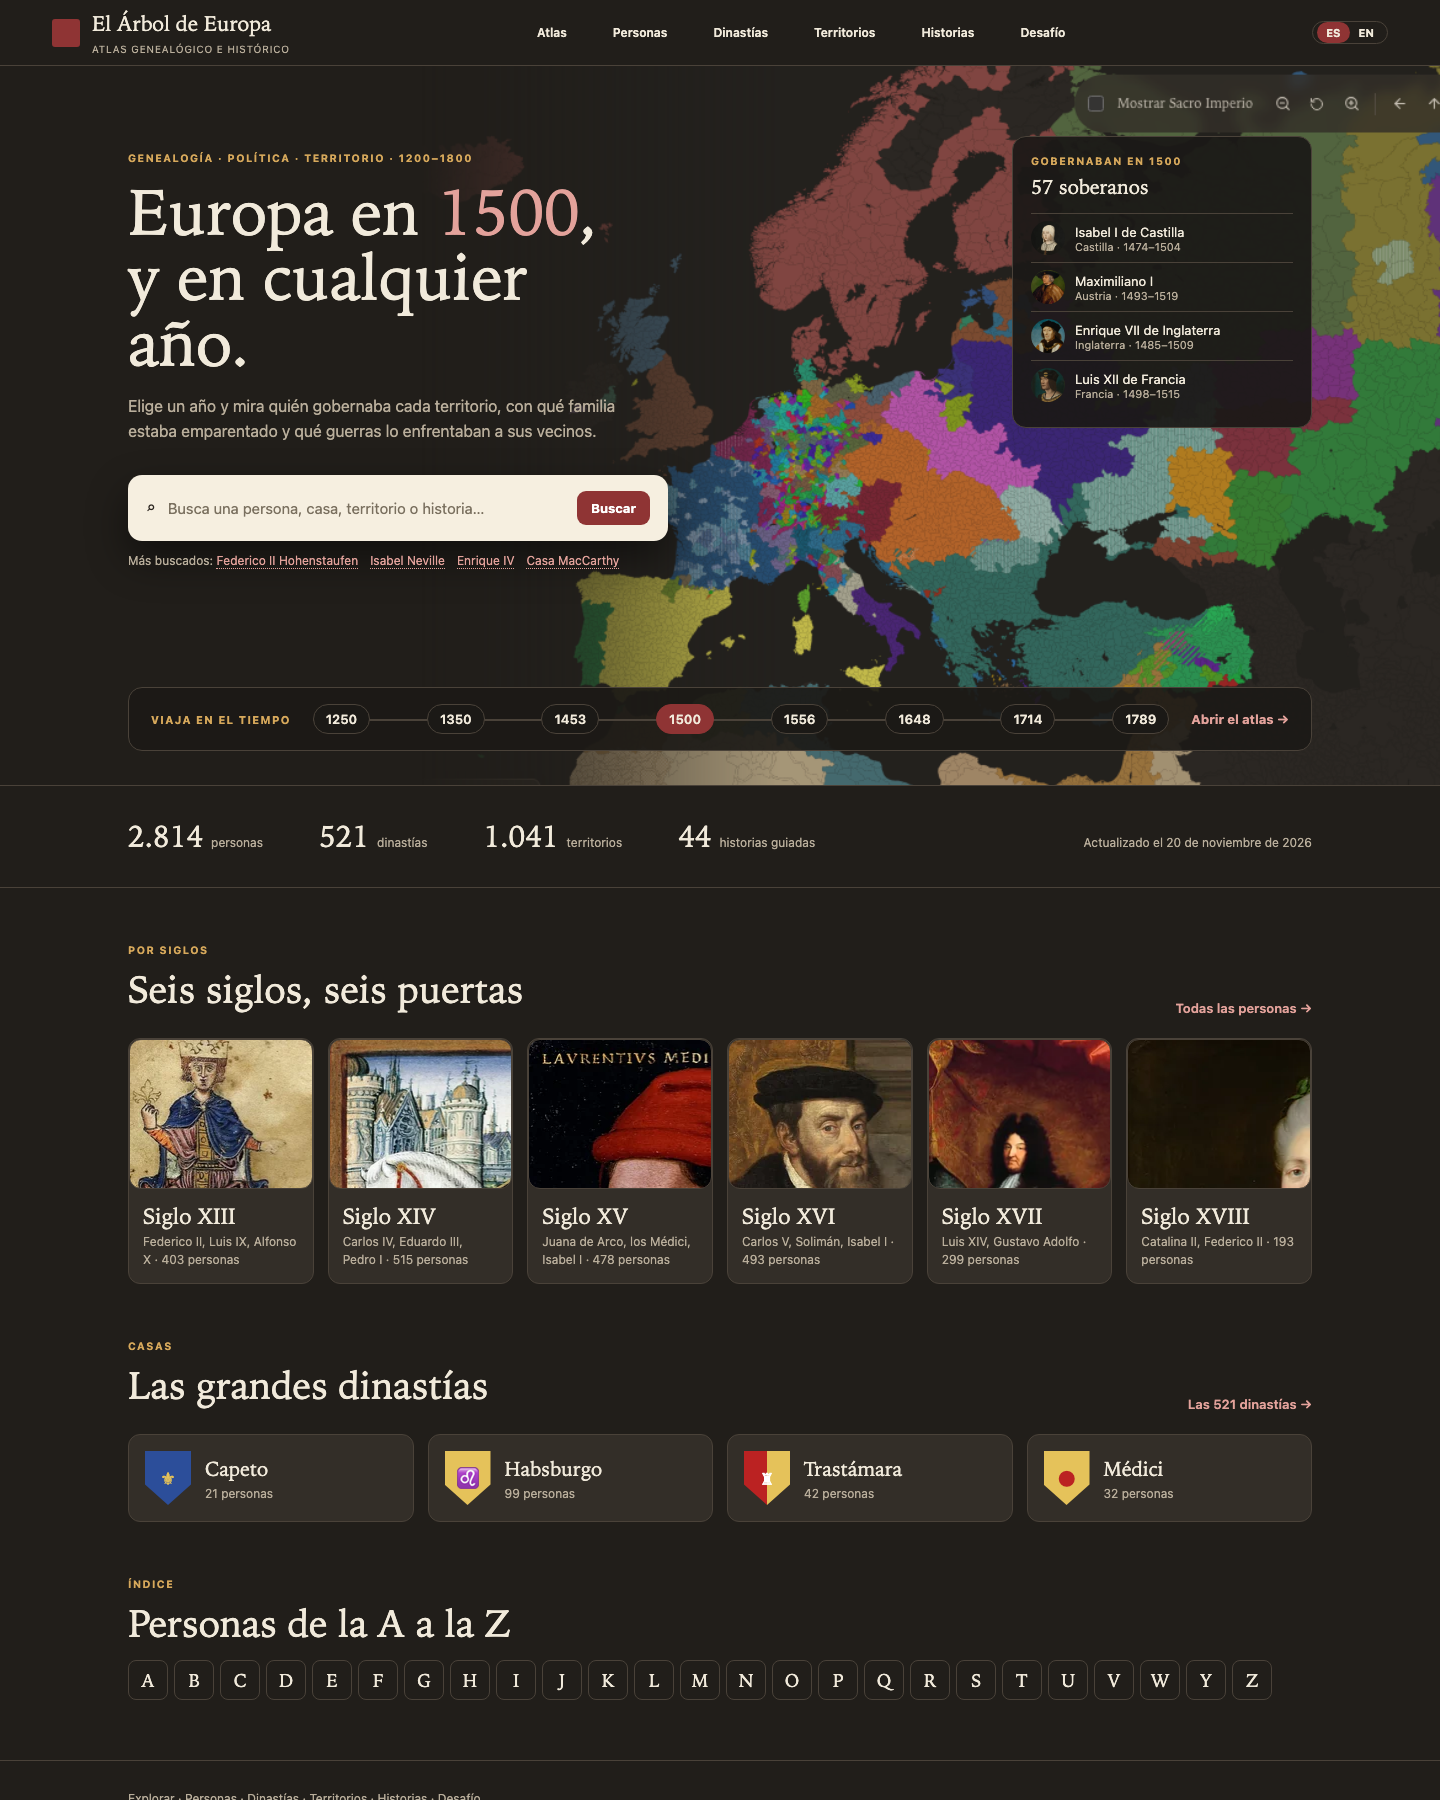 El Árbol de Europa
ATLAS GENEALÓGICO E HISTÓRICO
Atlas
Personas
Dinastías
Territorios
Historias
Desafío
ES
EN
Mostrar Sacro Imperio
GENEALOGÍA · POLÍTICA · TERRITORIO · 1200–1800
Europa en 1500,
y en cualquier
año.
Elige un año y mira quién gobernaba cada territorio, con qué familia
estaba emparentado y qué guerras lo enfrentaban a sus vecinos.
Busca una persona, casa, territorio o historia...
Buscar
Más buscados: Federico II Hohenstaufen Isabel Neville Enrique IV Casa MacCarthy
GOBERNABAN EN 1500
57 soberanos
Isabel I de Castilla
Castilla · 1474–1504
Maximiliano I
Austria · 1493–1519
Enrique VII de Inglaterra
Inglaterra · 1485–1509
Luis XII de Francia
Francia · 1498–1515
VIAJA EN EL TIEMPO
1250
1350
1453
1500
1556
1648
1714
1789
Abrir el atlas →
2.814 personas
521 dinastías
1.041 territorios
44 historias guiadas
Actualizado el 20 de noviembre de 2026
POR SIGLOS
Seis siglos, seis puertas
Todas las personas →
LAVRENTIVS MEDI
Siglo XIII
Federico II, Luis IX, Alfonso
X · 403 personas
Siglo XIV
Carlos IV, Eduardo III,
Pedro I · 515 personas
Siglo XV
Juana de Arco, los Médici,
Isabel I · 478 personas
Siglo XVI
Carlos V, Solimán, Isabel I ·
493 personas
Siglo XVII
Luis XIV, Gustavo Adolfo ·
299 personas
Siglo XVIII
Catalina II, Federico II · 193
personas
CASAS
Las grandes dinastías
Las 521 dinastías →
Capeto
21 personas
Habsburgo
99 personas
Trastámara
42 personas
Médici
32 personas
ÍNDICE
Personas de la A a la Z
A B C D E F G H I J K L M N O P Q R S T U V W Y Z
Explorar · Personas · Dinastías · Territorios · Historias · Desafío